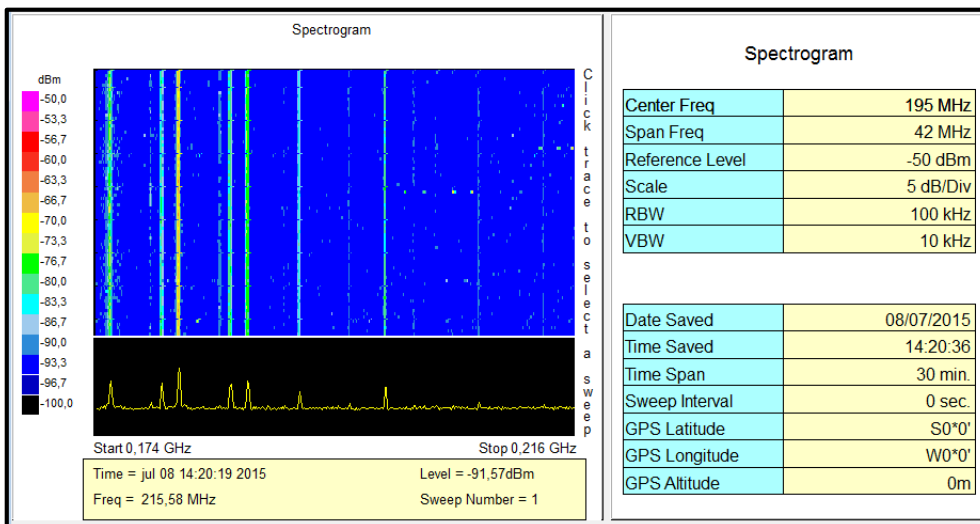 Spectrogram
dBm
-50,0
-53,3
-56,7
-60,0
-63,3
-66,7
-70,0
-73,3
-76,7
-80,0
-83,3
-86,7
-90,0
-93,3
-96,7
-100,0
Click trace to select a sweep
Start 0,174 GHz Stop 0,216 GHz
Time = jul 08 14:20:19 2015 Level = -91,57dBm
Freq = 215,58 MHz Sweep Number = 1
Spectrogram
Center Freq 195 MHz
Span Freq 42 MHz
Reference Level -50 dBm
Scale 5 dB/Div
RBW 100 kHz
VBW 10 kHz
Date Saved 08/07/2015
Time Saved 14:20:36
Time Span 30 min.
Sweep Interval 0 sec.
GPS Latitude S0*0'
GPS Longitude W0*0'
GPS Altitude 0m